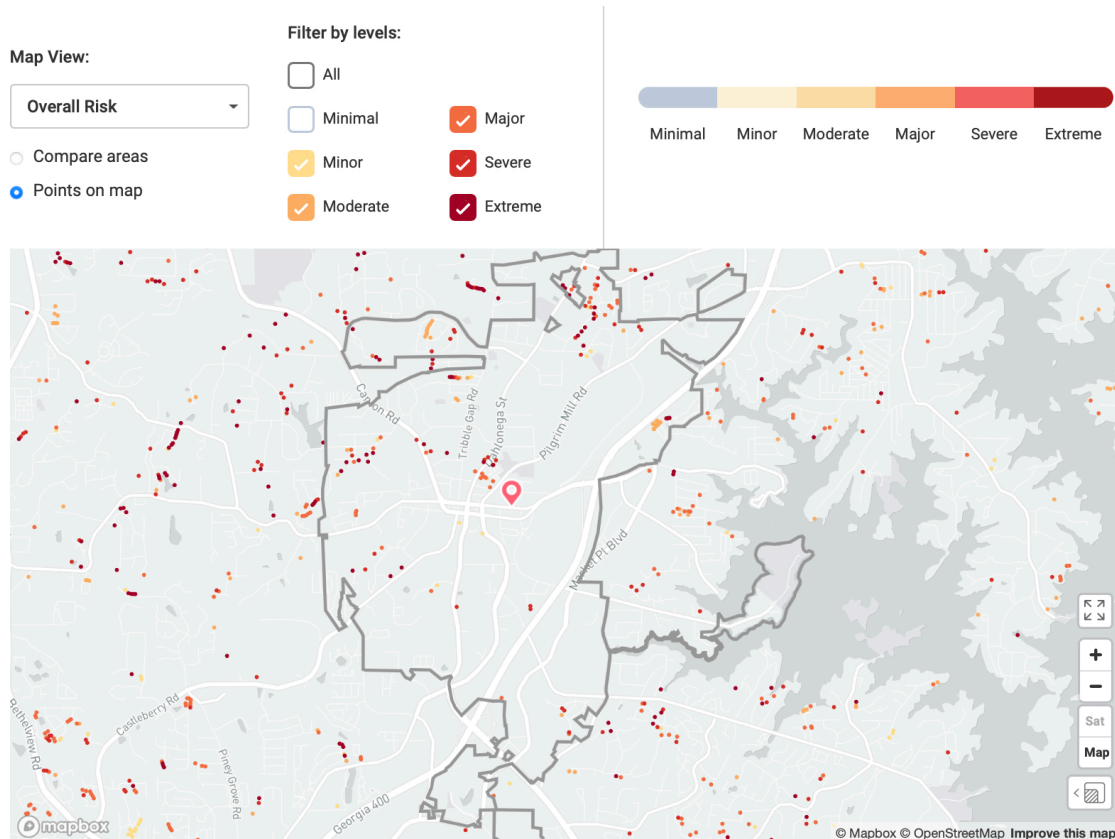 Map View:
Overall Risk
Compare areas
Points on map
Filter by levels:
All
Minimal
Major
Minor
Severe
Moderate
Extreme
Minimal
Minor
Moderate
Major
Severe
Extreme
Canton Rd
Tribble Gap Rd
Dahlonega St
Pilgrim Mill Rd
Market Pl Blvd
Castleberry Rd
Bethelview Rd
Piney Grove Rd
Georgia 400
+
−
Sat
Map
mapbox
© Mapbox © OpenStreetMap Improve this map